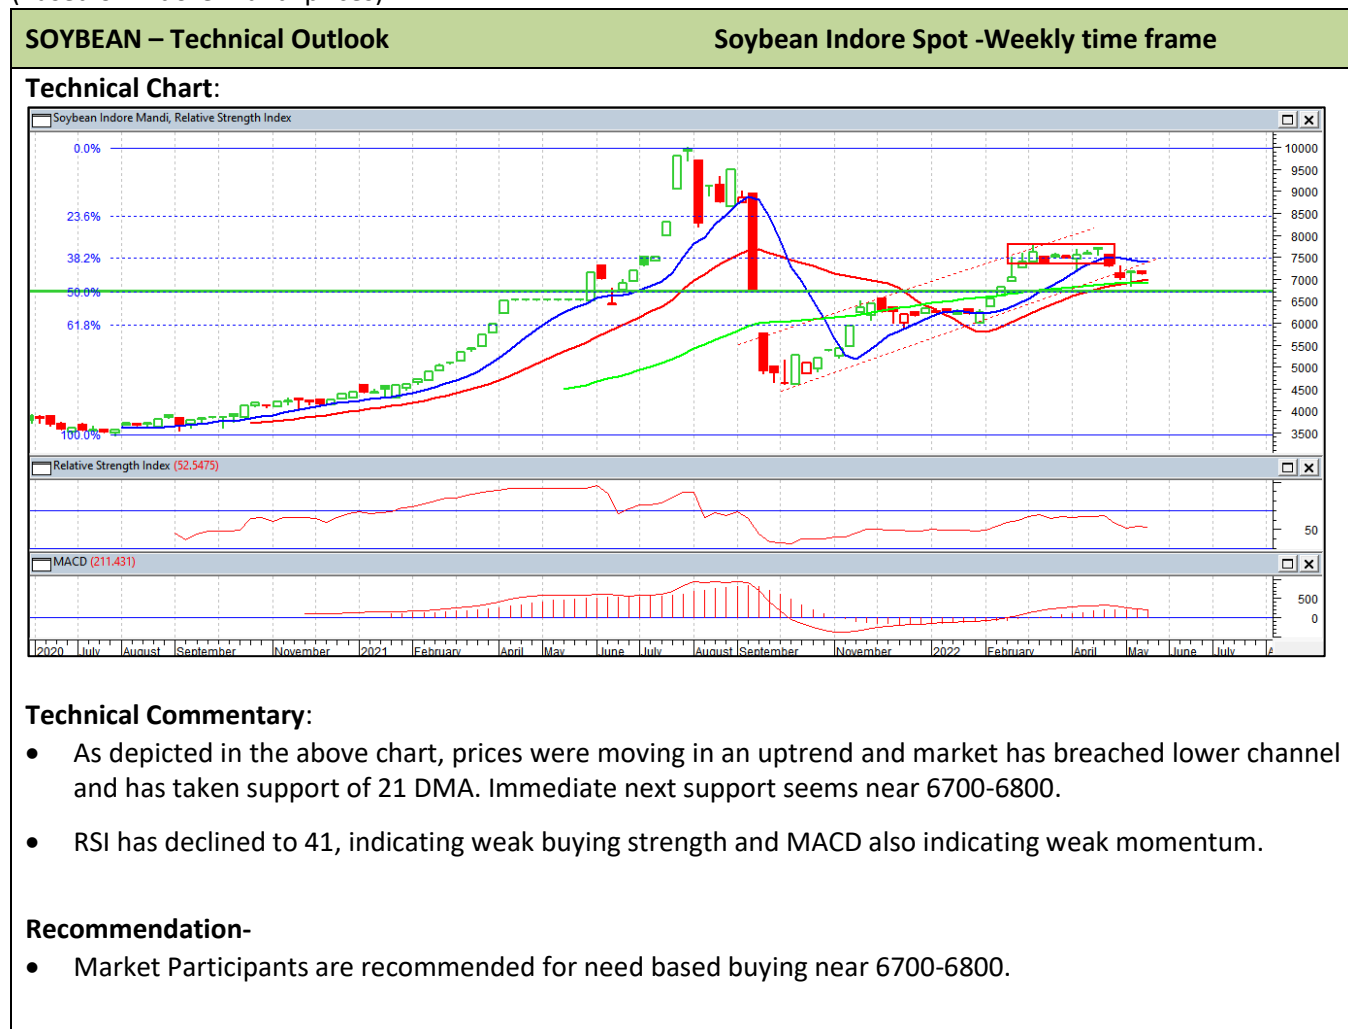 SOYBEAN – Technical Outlook Soybean Indore Spot -Weekly time frame
Technical Chart:
Soybean Indore Mandi, Relative Strength Index
0.0%
23.6%
38.2%
50.0%
61.8%
100.0%
10000
9500
9000
8500
8000
7500
7000
6500
6000
5500
5000
4500
4000
3500
Relative Strength Index (52.5475)
50
MACD (211.431)
500
0
2020 July August September November 2021 February April May June July August September November 2022 February April May June July A
Technical Commentary:
• As depicted in the above chart, prices were moving in an uptrend and market has breached lower channel
and has taken support of 21 DMA. Immediate next support seems near 6700-6800.
• RSI has declined to 41, indicating weak buying strength and MACD also indicating weak momentum.
Recommendation-
• Market Participants are recommended for need based buying near 6700-6800.